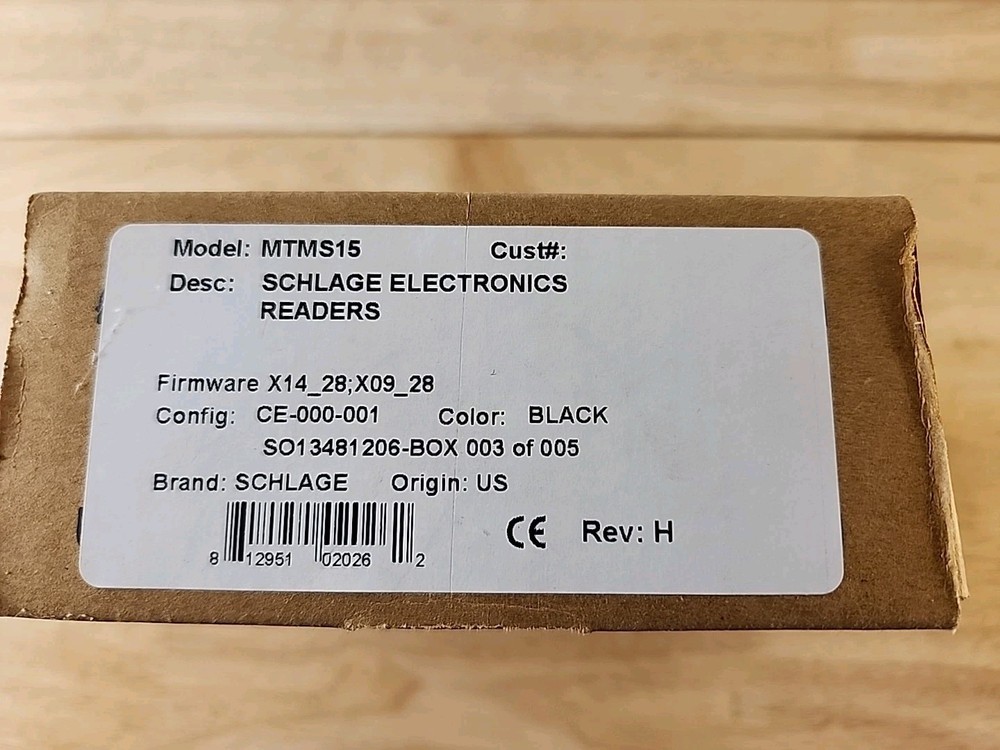 Model: MTMS15 Cust#:
Desc: SCHLAGE ELECTRONICS
READERS
Firmware X14_28;X09_28
Config: CE-000-001 Color: BLACK
SO13481206-BOX 003 of 005
Brand: SCHLAGE Origin: US
CE Rev: H
8 12951 02026 2